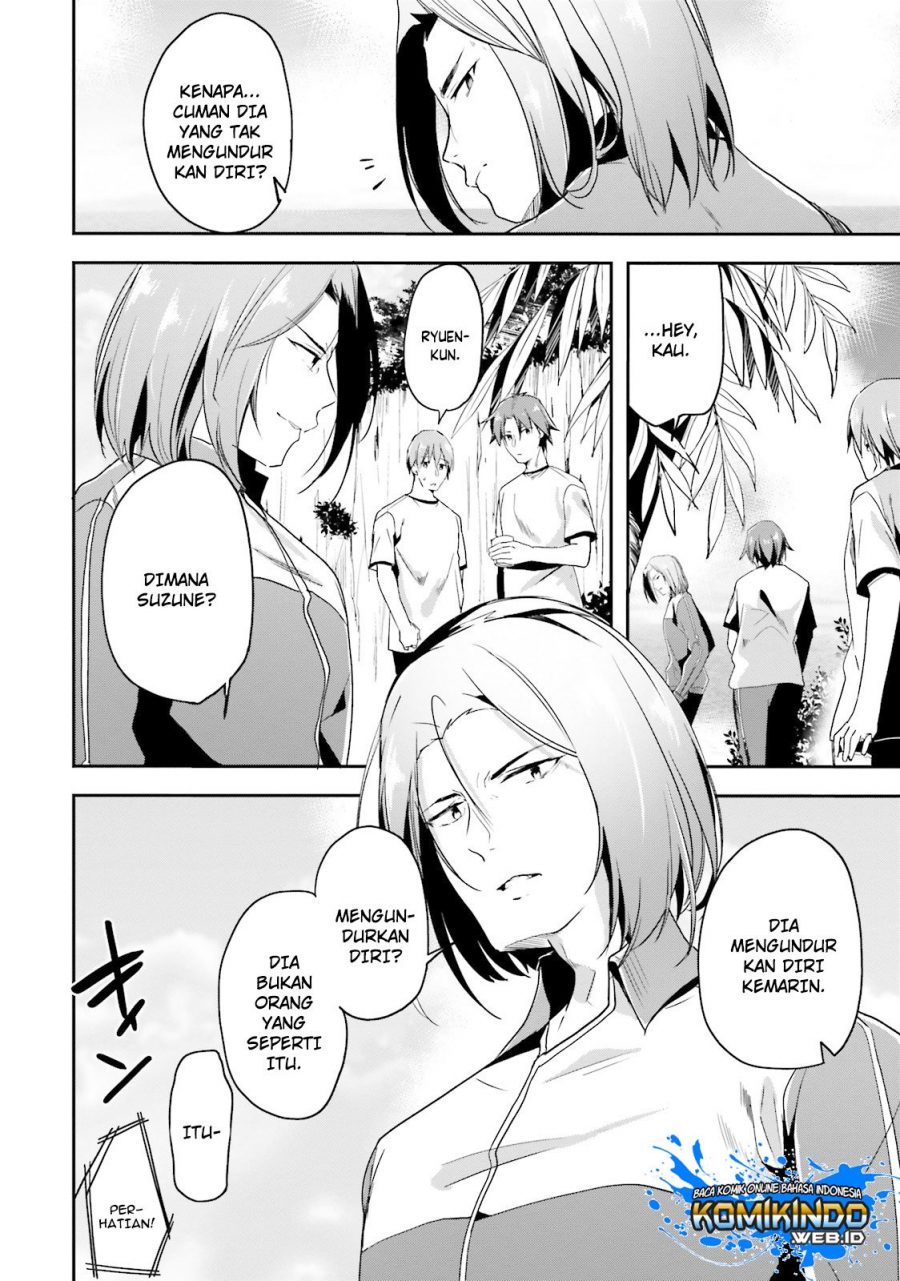 KENAPA...
CUMAN DIA
YANG TAK
MENGUNDUR
KAN DIRI?
...HEY,
KAU.
RYUEN-
KUN.
DIMANA
SUZUNE?
DIA
MENGUNDUR
KAN DIRI
KEMARIN.
MENGUN-
DURKAN
DIRI?
DIA
BUKAN
ORANG
YANG
SEPERTI
ITU.
ITU-
PER-
HATIAN!
キン
BACA KOMIK ONLINE BAHASA INDONESIA
KOMIKINDO
.WEB.ID